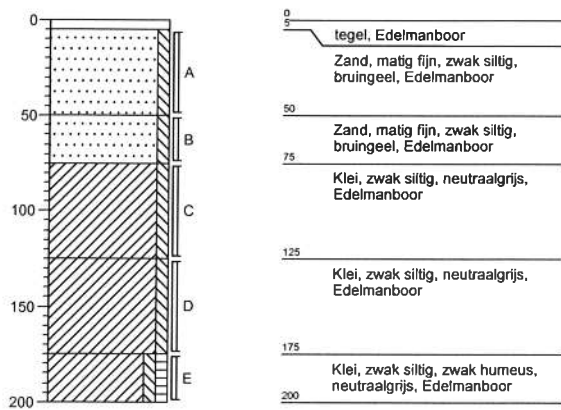 0
50
100
150
200
A
B
C
D
E
0
5
tegel, Edelmanboor
Zand, matig fijn, zwak siltig,
bruingeel, Edelmanboor
50
Zand, matig fijn, zwak siltig,
bruingeel, Edelmanboor
75
Klei, zwak siltig, neutraalgrijs,
Edelmanboor
125
Klei, zwak siltig, neutraalgrijs,
Edelmanboor
175
Klei, zwak siltig, zwak humeus,
neutraalgrijs, Edelmanboor
200